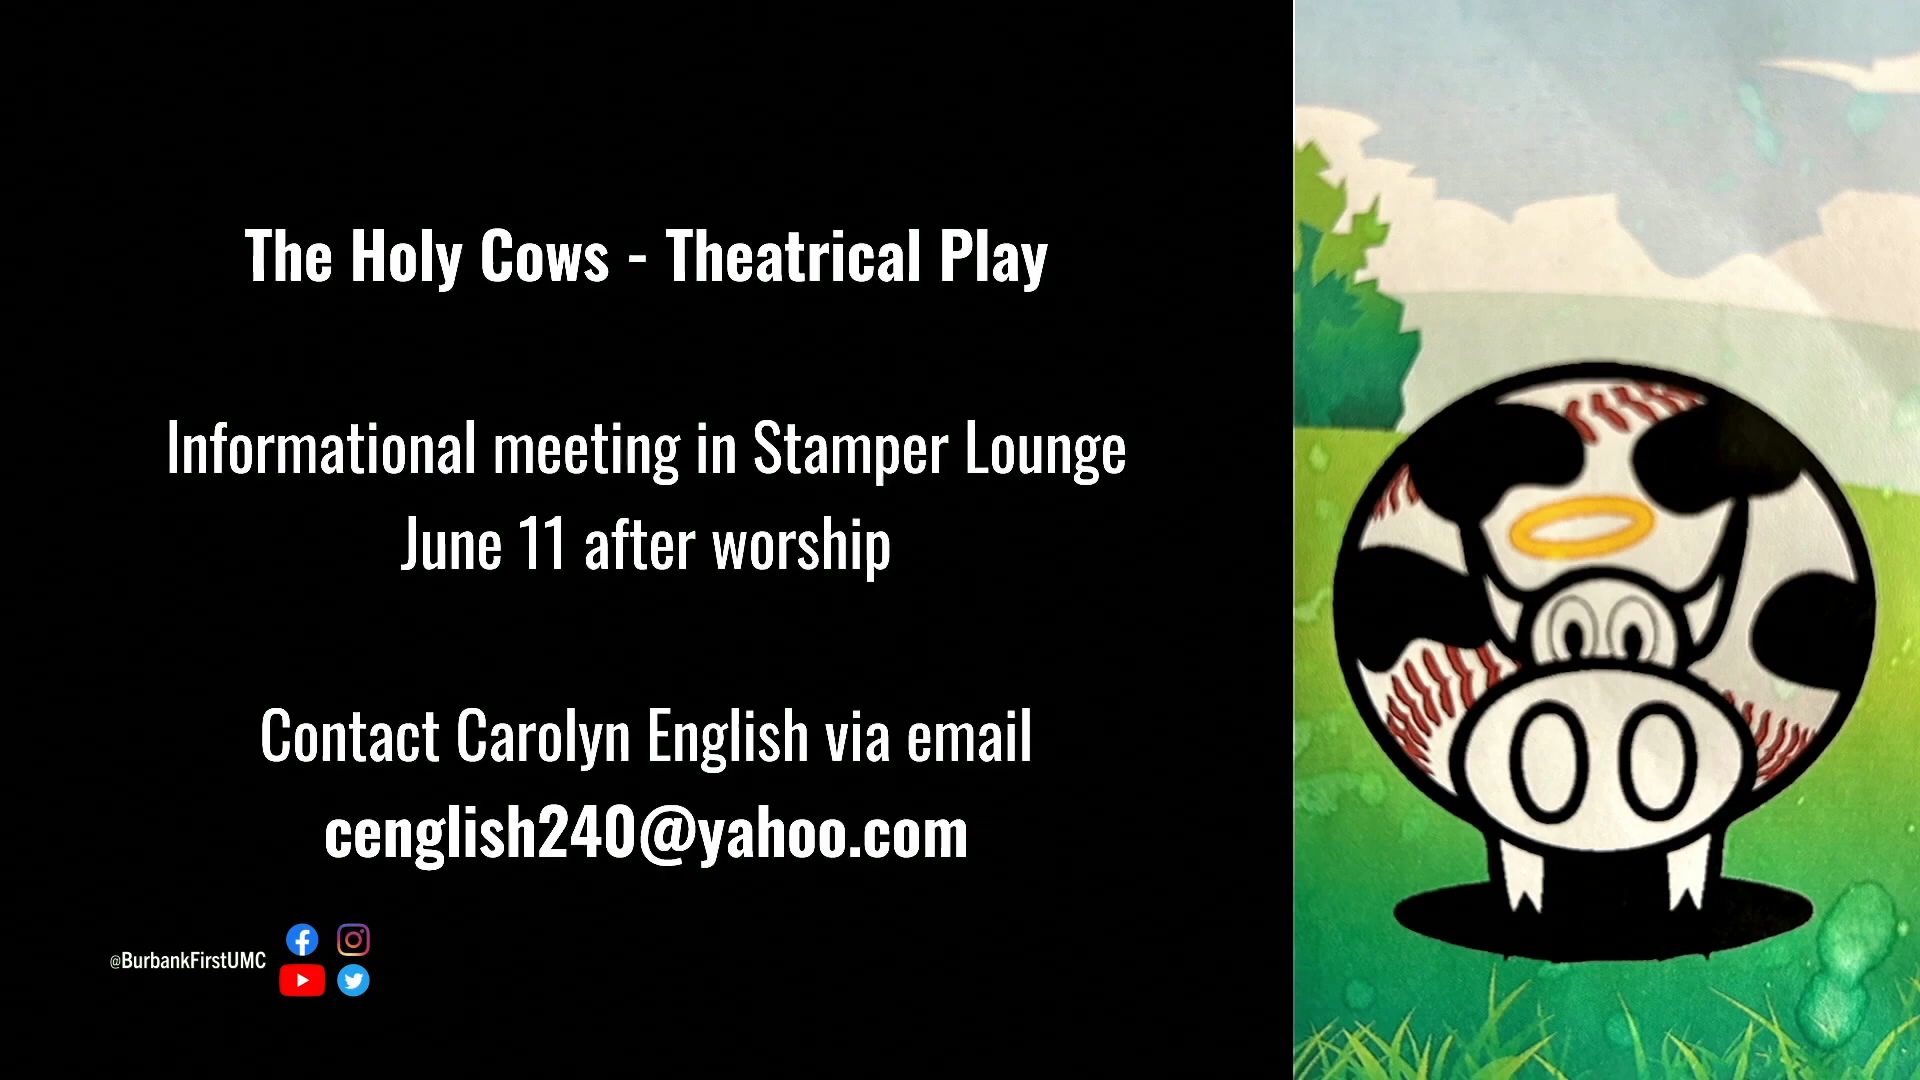 The Holy Cows - Theatrical Play
Informational meeting in Stamper Lounge
June 11 after worship
Contact Carolyn English via email
cenglish240@yahoo.com
@BurbankFirstUMC